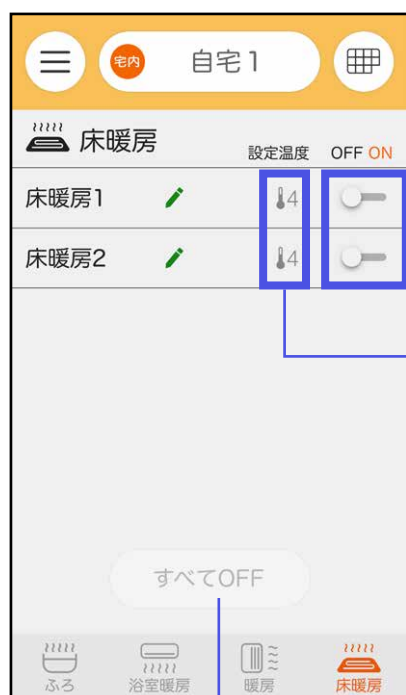 宅内 自宅1
床暖房 設定温度 OFF ON
床暖房1 4
床暖房2 4
すべてOFF
ふろ 浴室暖房 暖房 床暖房